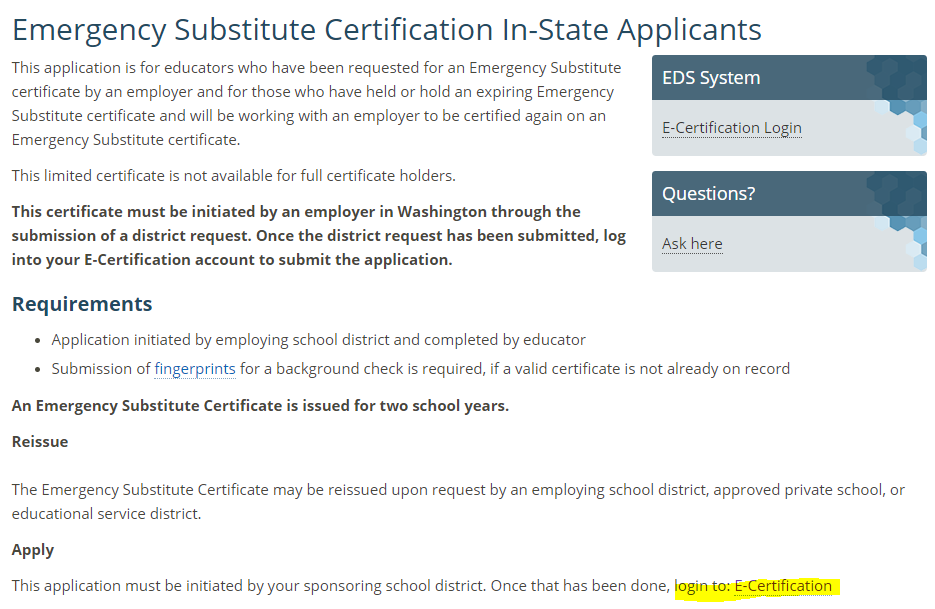 Emergency Substitute Certification In-State Applicants
This application is for educators who have been requested for an Emergency Substitute
certificate by an employer and for those who have held or hold an expiring Emergency
Substitute certificate and will be working with an employer to be certified again on an
Emergency Substitute certificate.
This limited certificate is not available for full certificate holders.
This certificate must be initiated by an employer in Washington through the
submission of a district request. Once the district request has been submitted, log
into your E-Certification account to submit the application.
EDS System
E-Certification Login
Questions?
Ask here
Requirements
• Application initiated by employing school district and completed by educator
• Submission of fingerprints for a background check is required, if a valid certificate is not already on record
An Emergency Substitute Certificate is issued for two school years.
Reissue
The Emergency Substitute Certificate may be reissued upon request by an employing school district, approved private school, or
educational service district.
Apply
This application must be initiated by your sponsoring school district. Once that has been done, login to: E-Certification